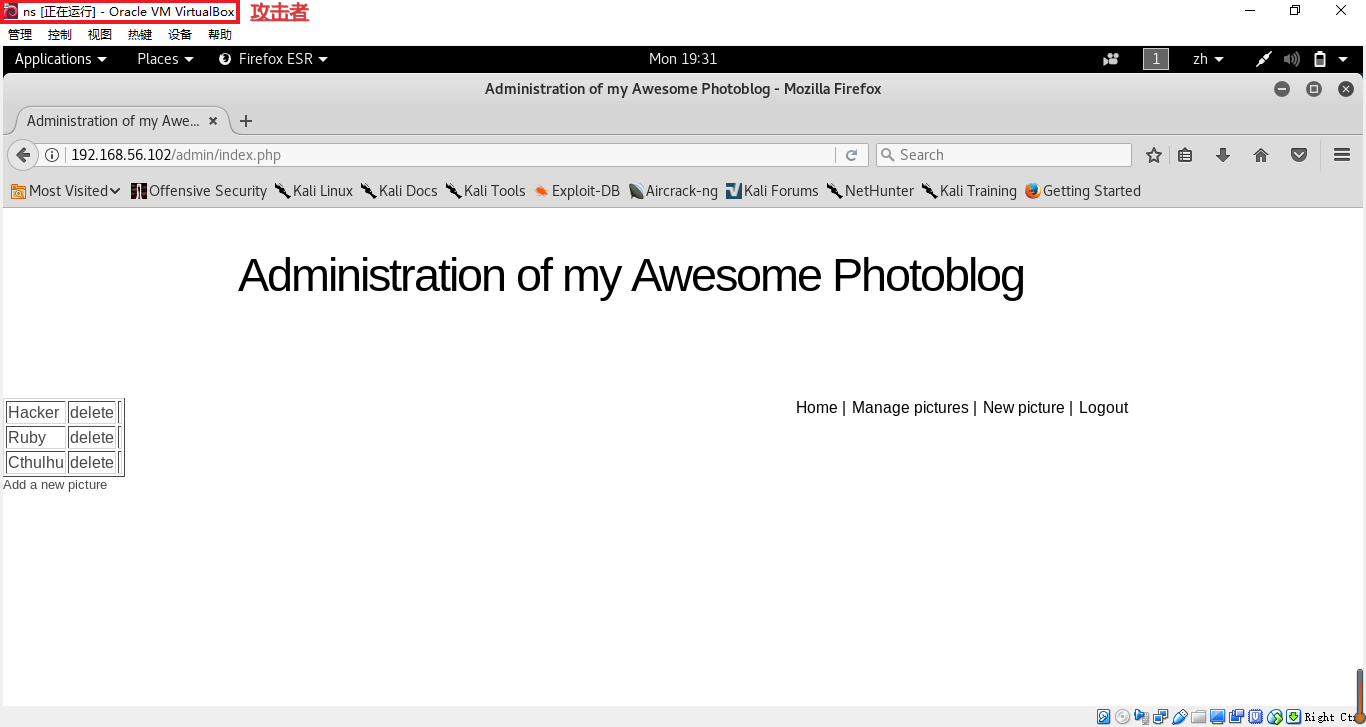 ns [正在运行] - Oracle VM VirtualBox 攻击者
管理 控制 视图 热键 设备 帮助
Applications Places Firefox ESR Mon 19:31 1 zh
Administration of my Awesome Photoblog - Mozilla Firefox
Administration of my Awe...
192.168.56.102/admin/index.php Search
Most Visited Offensive Security Kali Linux Kali Docs Kali Tools Exploit-DB Aircrack-ng Kali Forums NetHunter Kali Training Getting Started
Administration of my Awesome Photoblog
Home | Manage pictures | New picture | Logout
Hacker delete
Ruby delete
Cthulhu delete
Add a new picture
Right Ct